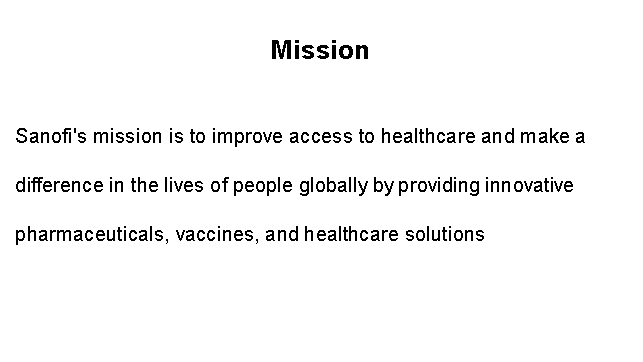 Mission
Sanofi's mission is to improve access to healthcare and make a
difference in the lives of people globally by providing innovative
pharmaceuticals, vaccines, and healthcare solutions